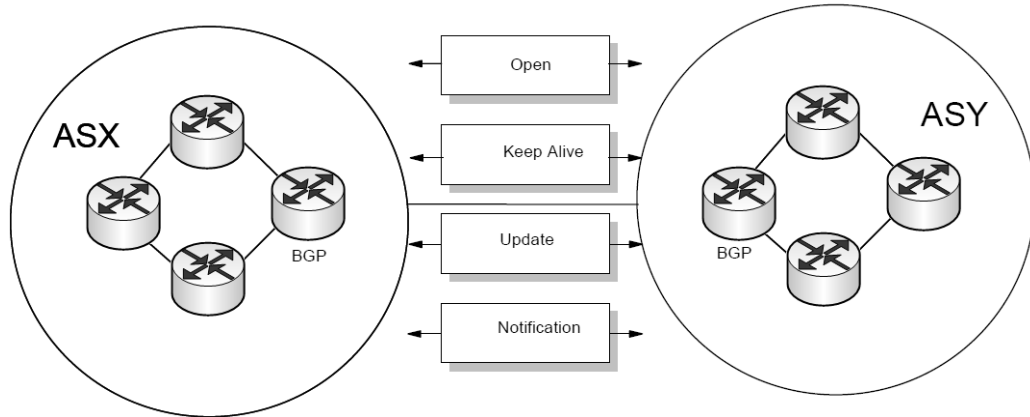 Open
ASX
ASY
Keep Alive
BGP
Update
BGP
Notification